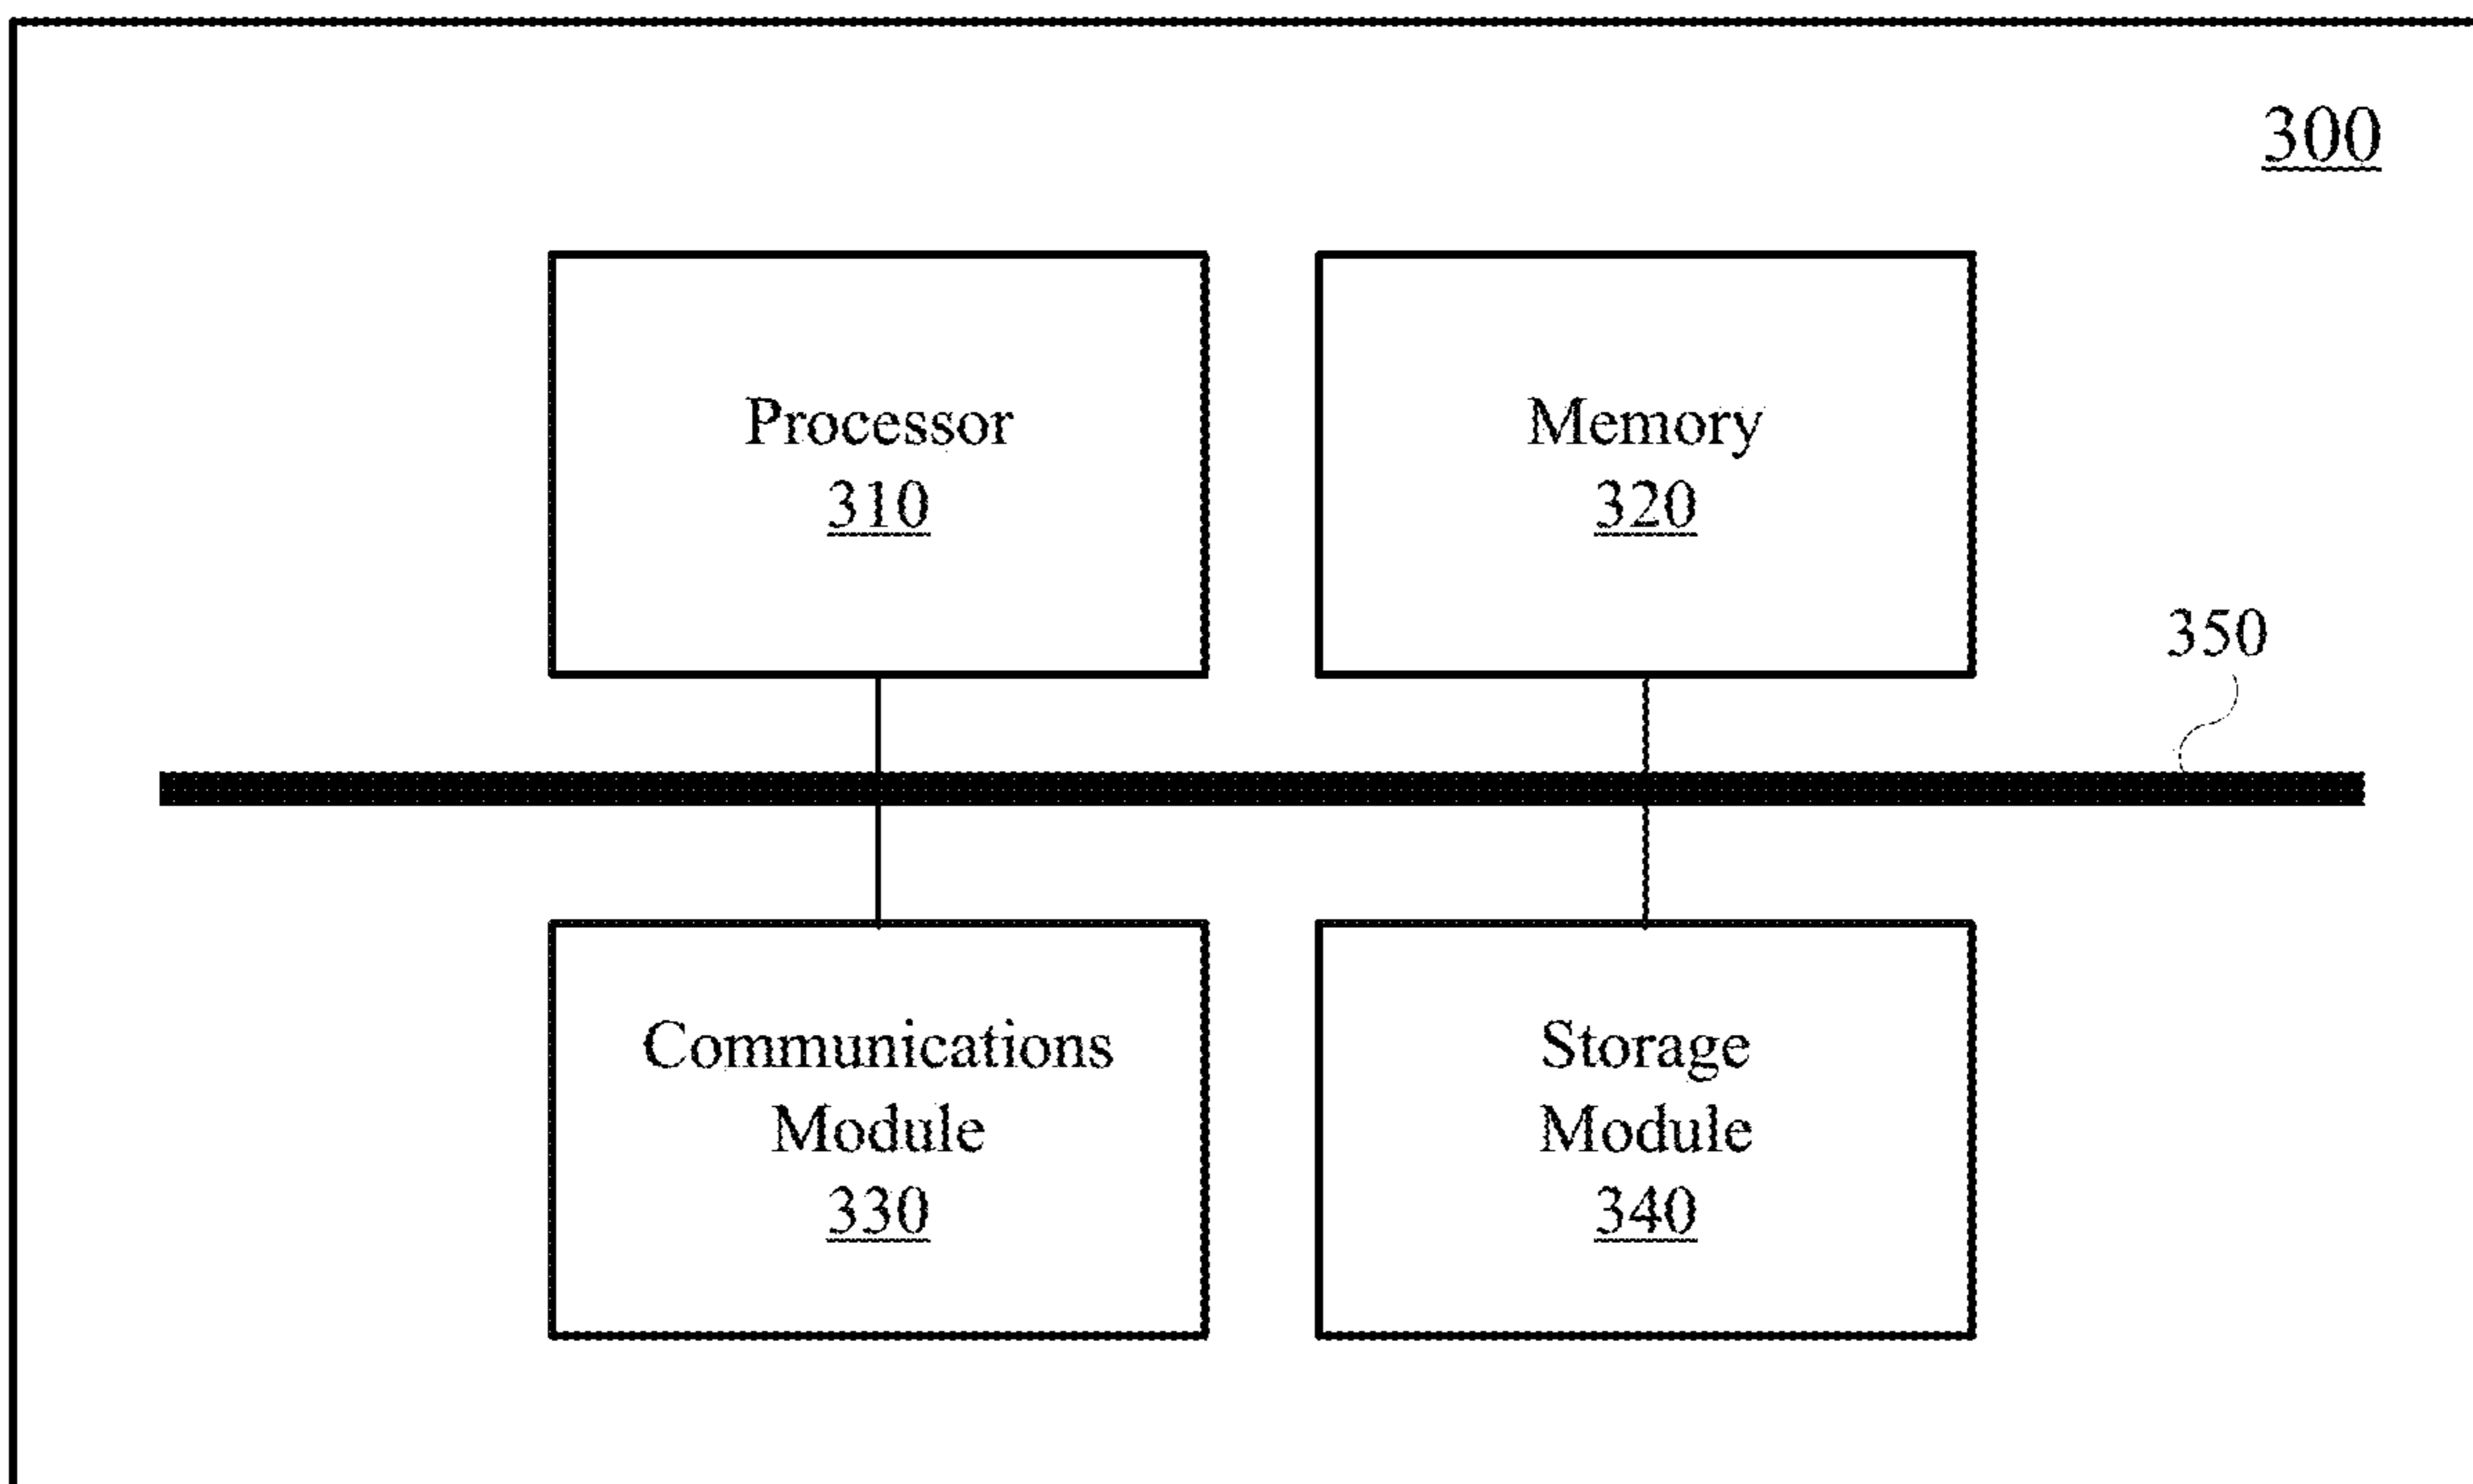 300
Processor
310
Memory
320
350
Communications
Module
330
Storage
Module
340